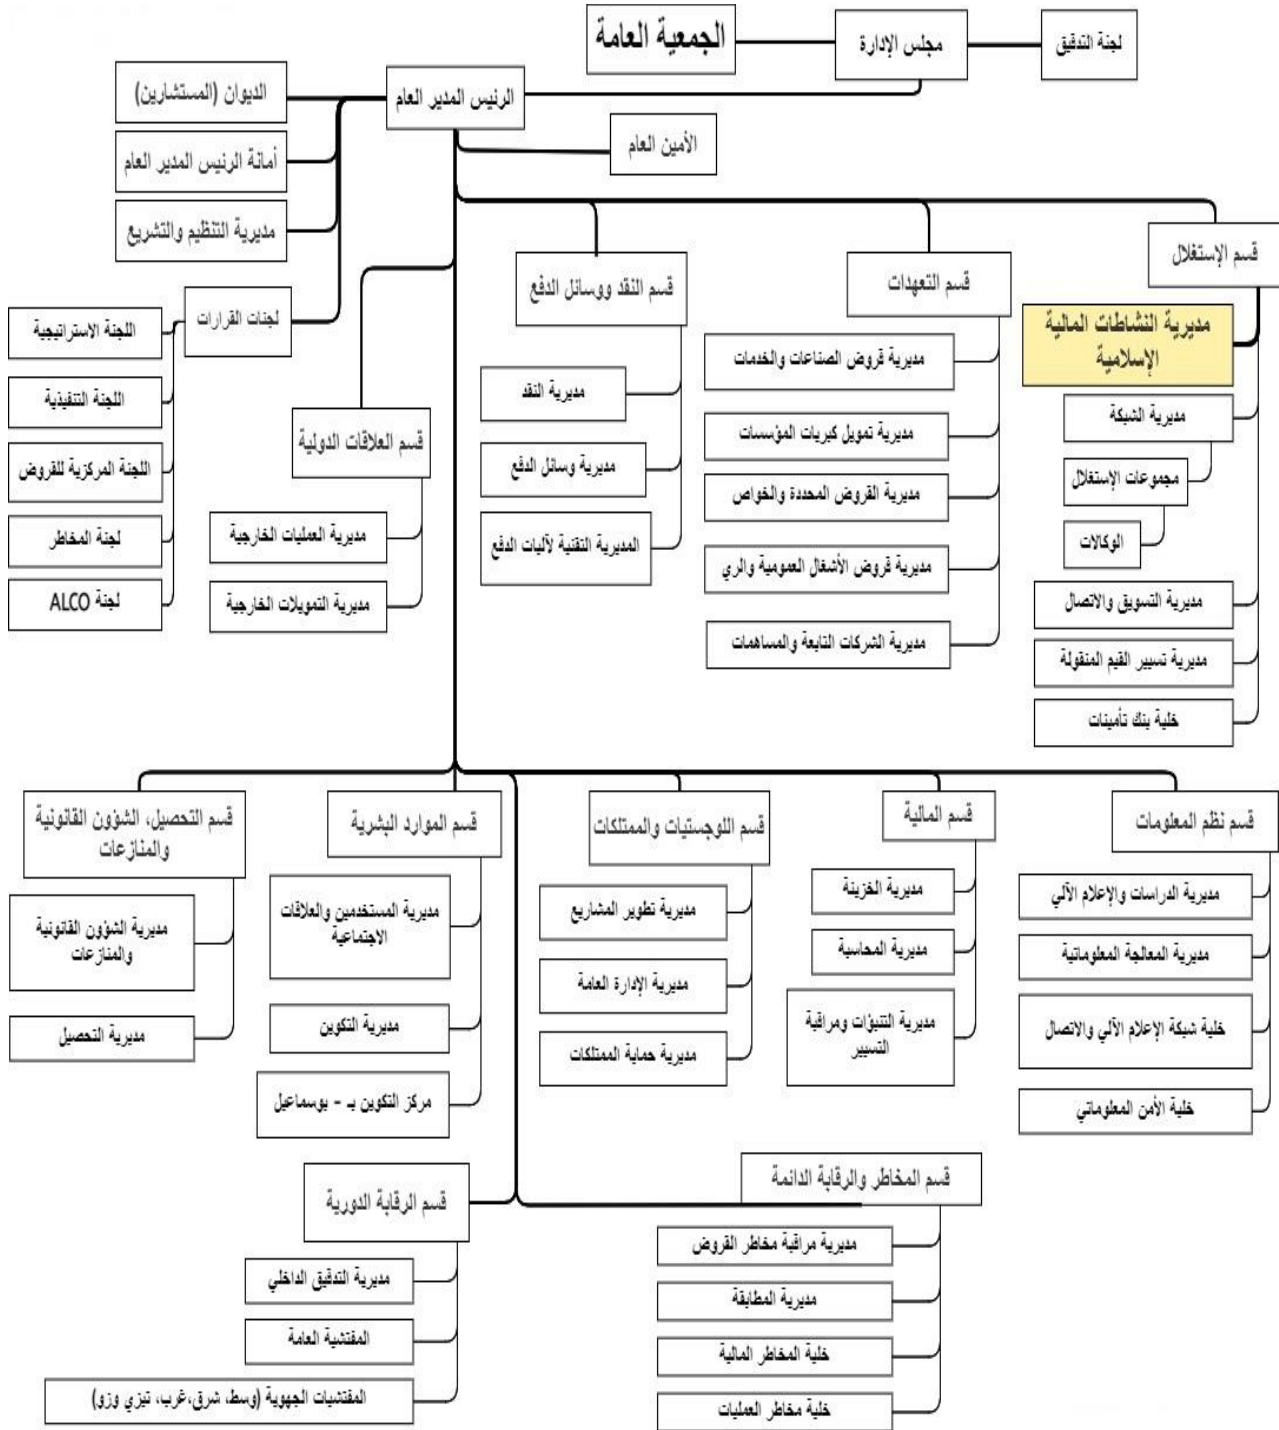 لجنة التدقيق
مجلس الإدارة
الجمعية العامة
الرئيس المدير العام
الأمين العام
الديوان (المستشارين)
أمانة الرئيس المدير العام
مديرية التنظيم والتشريع
لجنات القرارات
اللجنة الاستراتيجية
اللجنة التنفيذية
اللجنة المركزية للقروض
لجنة المخاطر
لجنة ALCO
قسم الإستغلال
مديرية النشاطات المالية
الإسلامية
مديرية الشبكة
مجموعات الإستغلال
الوكالات
مديرية التسويق والاتصال
مديرية تسيير القيم المنقولة
خلية بنك تأمينات
قسم التعهدات
مديرية قروض الصناعات والخدمات
مديرية تمويل كبريات المؤسسات
مديرية القروض المحددة والخواص
مديرية قروض الأشغال العمومية والري
مديرية الشركات التابعة والمساهمات
قسم النقد ووسائل الدفع
مديرية النقد
مديرية وسائل الدفع
المديرية التقنية لآليات الدفع
قسم العلاقات الدولية
مديرية العمليات الخارجية
مديرية التمويلات الخارجية
قسم نظم المعلومات
مديرية الدراسات والإعلام الآلي
مديرية المعالجة المعلوماتية
خلية شبكة الإعلام الآلي والاتصال
خلية الأمن المعلوماتي
قسم المالية
مديرية الخزينة
مديرية المحاسبة
مديرية التنبؤات ومراقبة
التسيير
قسم اللوجستيات والممتلكات
مديرية تطوير المشاريع
مديرية الإدارة العامة
مديرية حماية الممتلكات
قسم الموارد البشرية
مديرية المستخدمين والعلاقات
الاجتماعية
مديرية التكوين
مركز التكوين بـ – بوسماعيل
قسم التحصيل، الشؤون القانونية
والمنازعات
مديرية الشؤون القانونية
والمنازعات
مديرية التحصيل
قسم المخاطر والرقابة الدائمة
مديرية مراقبة مخاطر القروض
مديرية المطابقة
خلية المخاطر المالية
خلية مخاطر العمليات
قسم الرقابة الدورية
مديرية التدقيق الداخلي
المفتشية العامة
المفتشيات الجهوية (وسط، شرق،غرب، تيزي وزو)